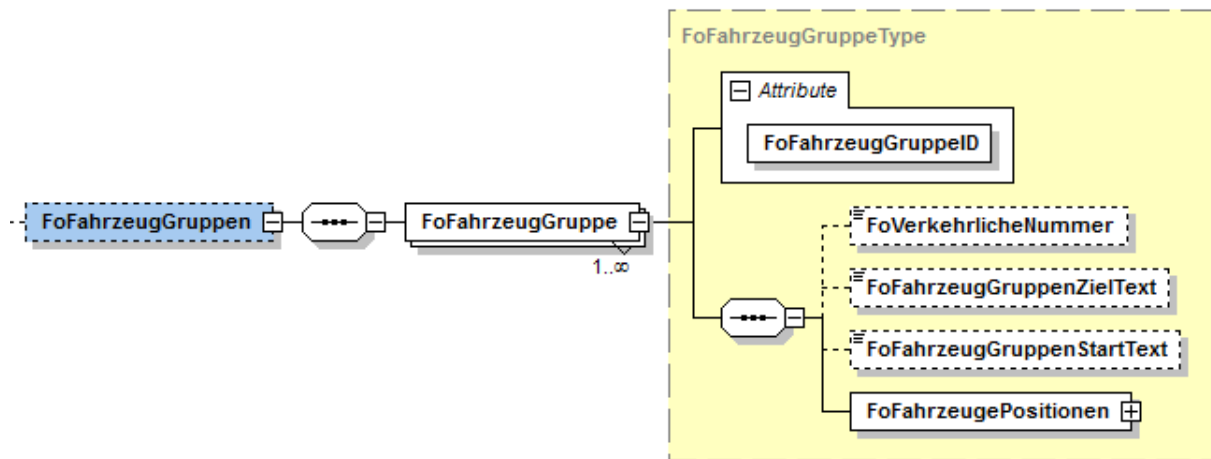 FoFahrzeugGruppeType
Attribute
FoFahrzeugGruppeID
FoFahrzeugGruppen
FoFahrzeugGruppe
1..∞
FoVerkehrlicheNummer
FoFahrzeugGruppenZielText
FoFahrzeugGruppenStartText
FoFahrzeugePositionen